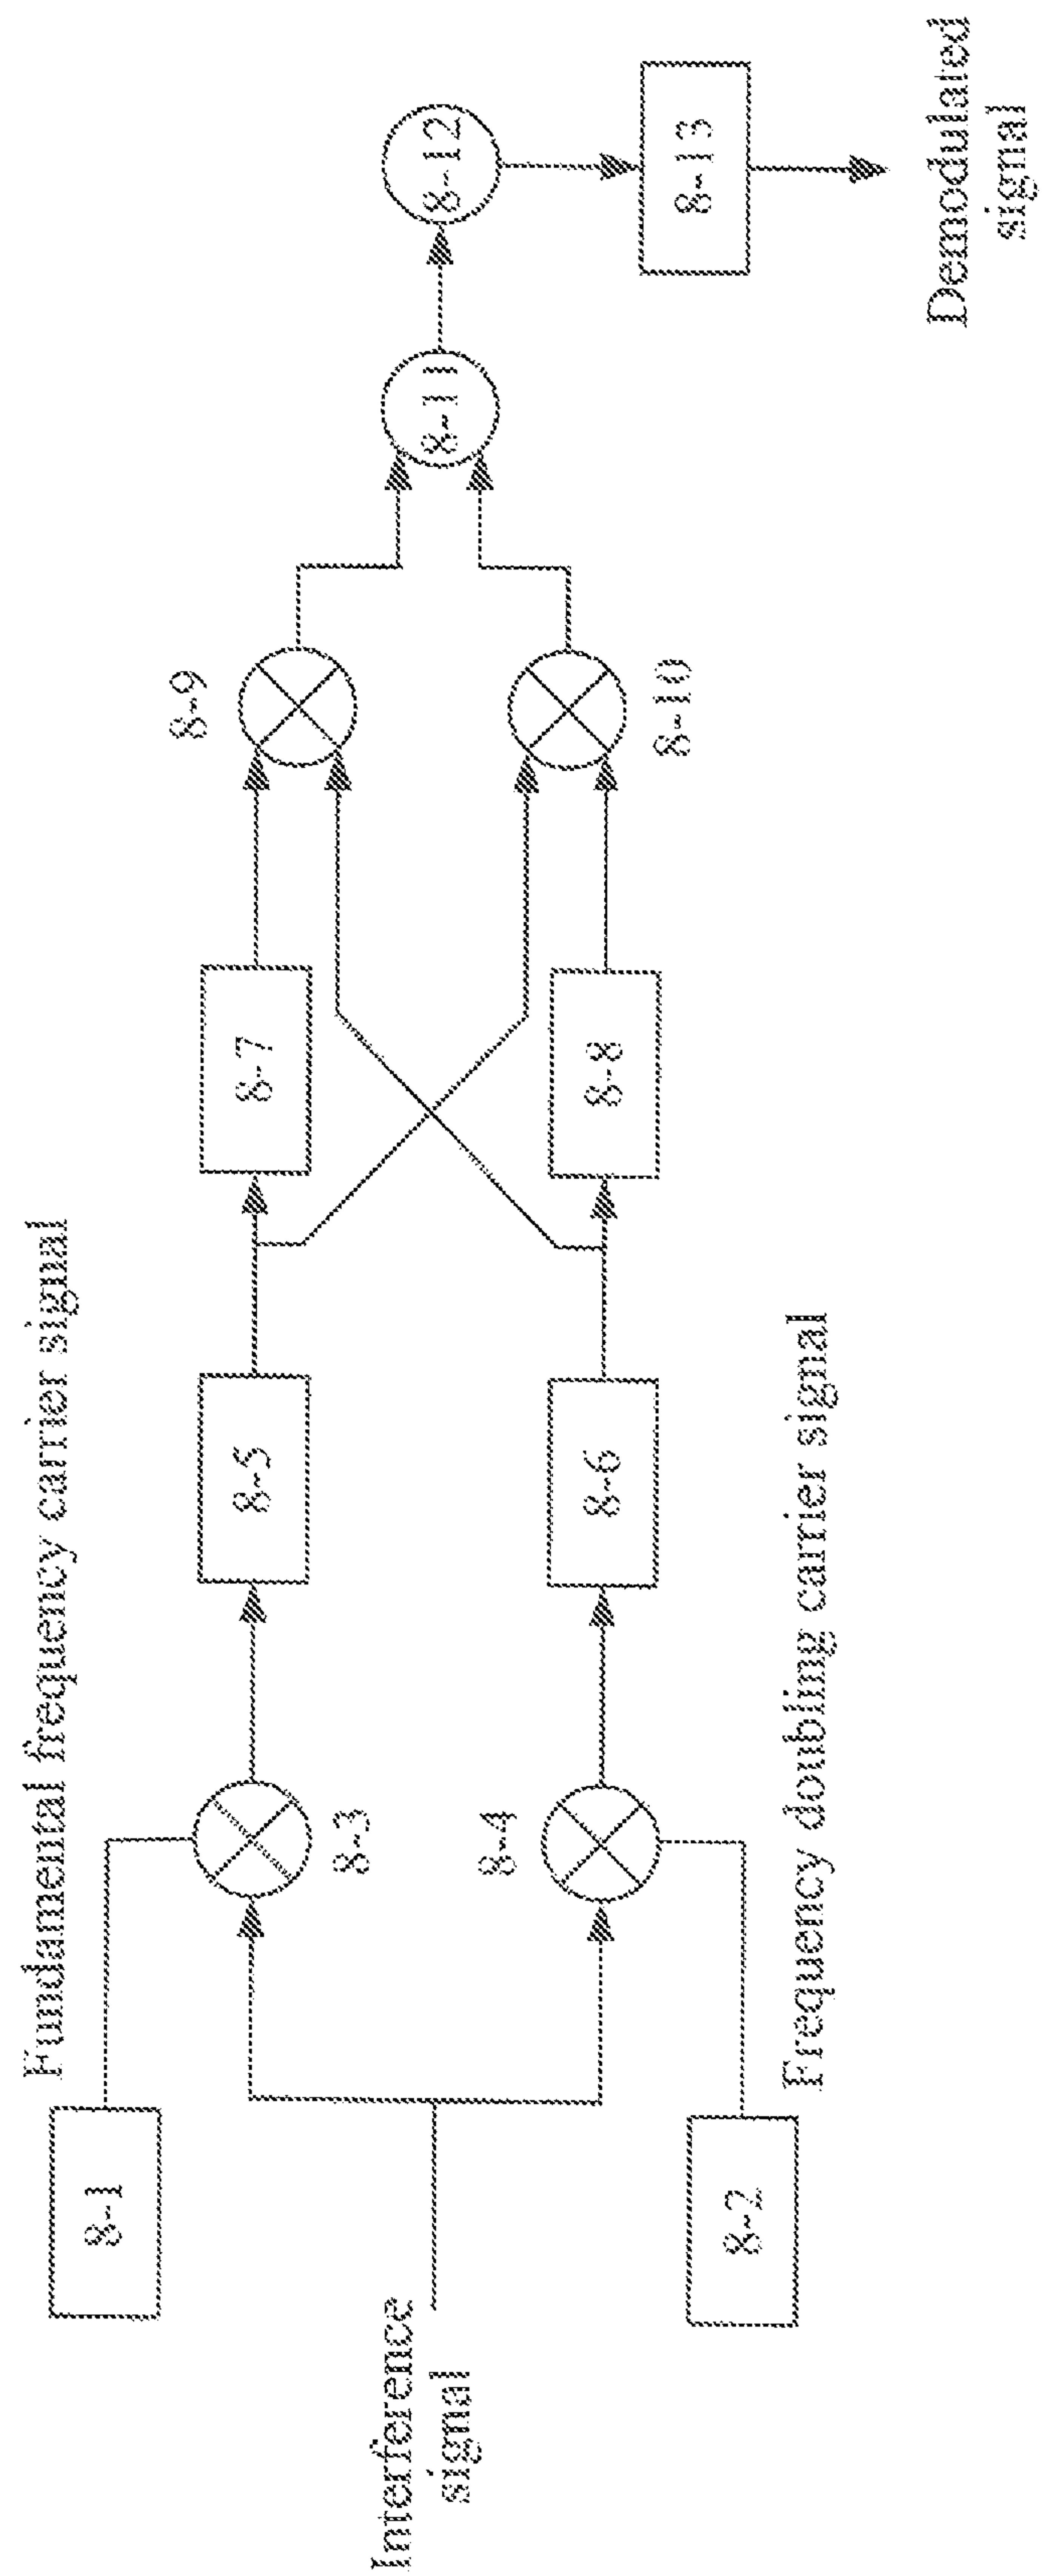 Fundamental frequency carrier signal
8-1
8-9
8-5
8-7
8-3
8-12
8-11
Interference
signal
8-4
8-6
8-8
8-13
8-10
8-2
Frequency doubling carrier signal
Demodulated
signal